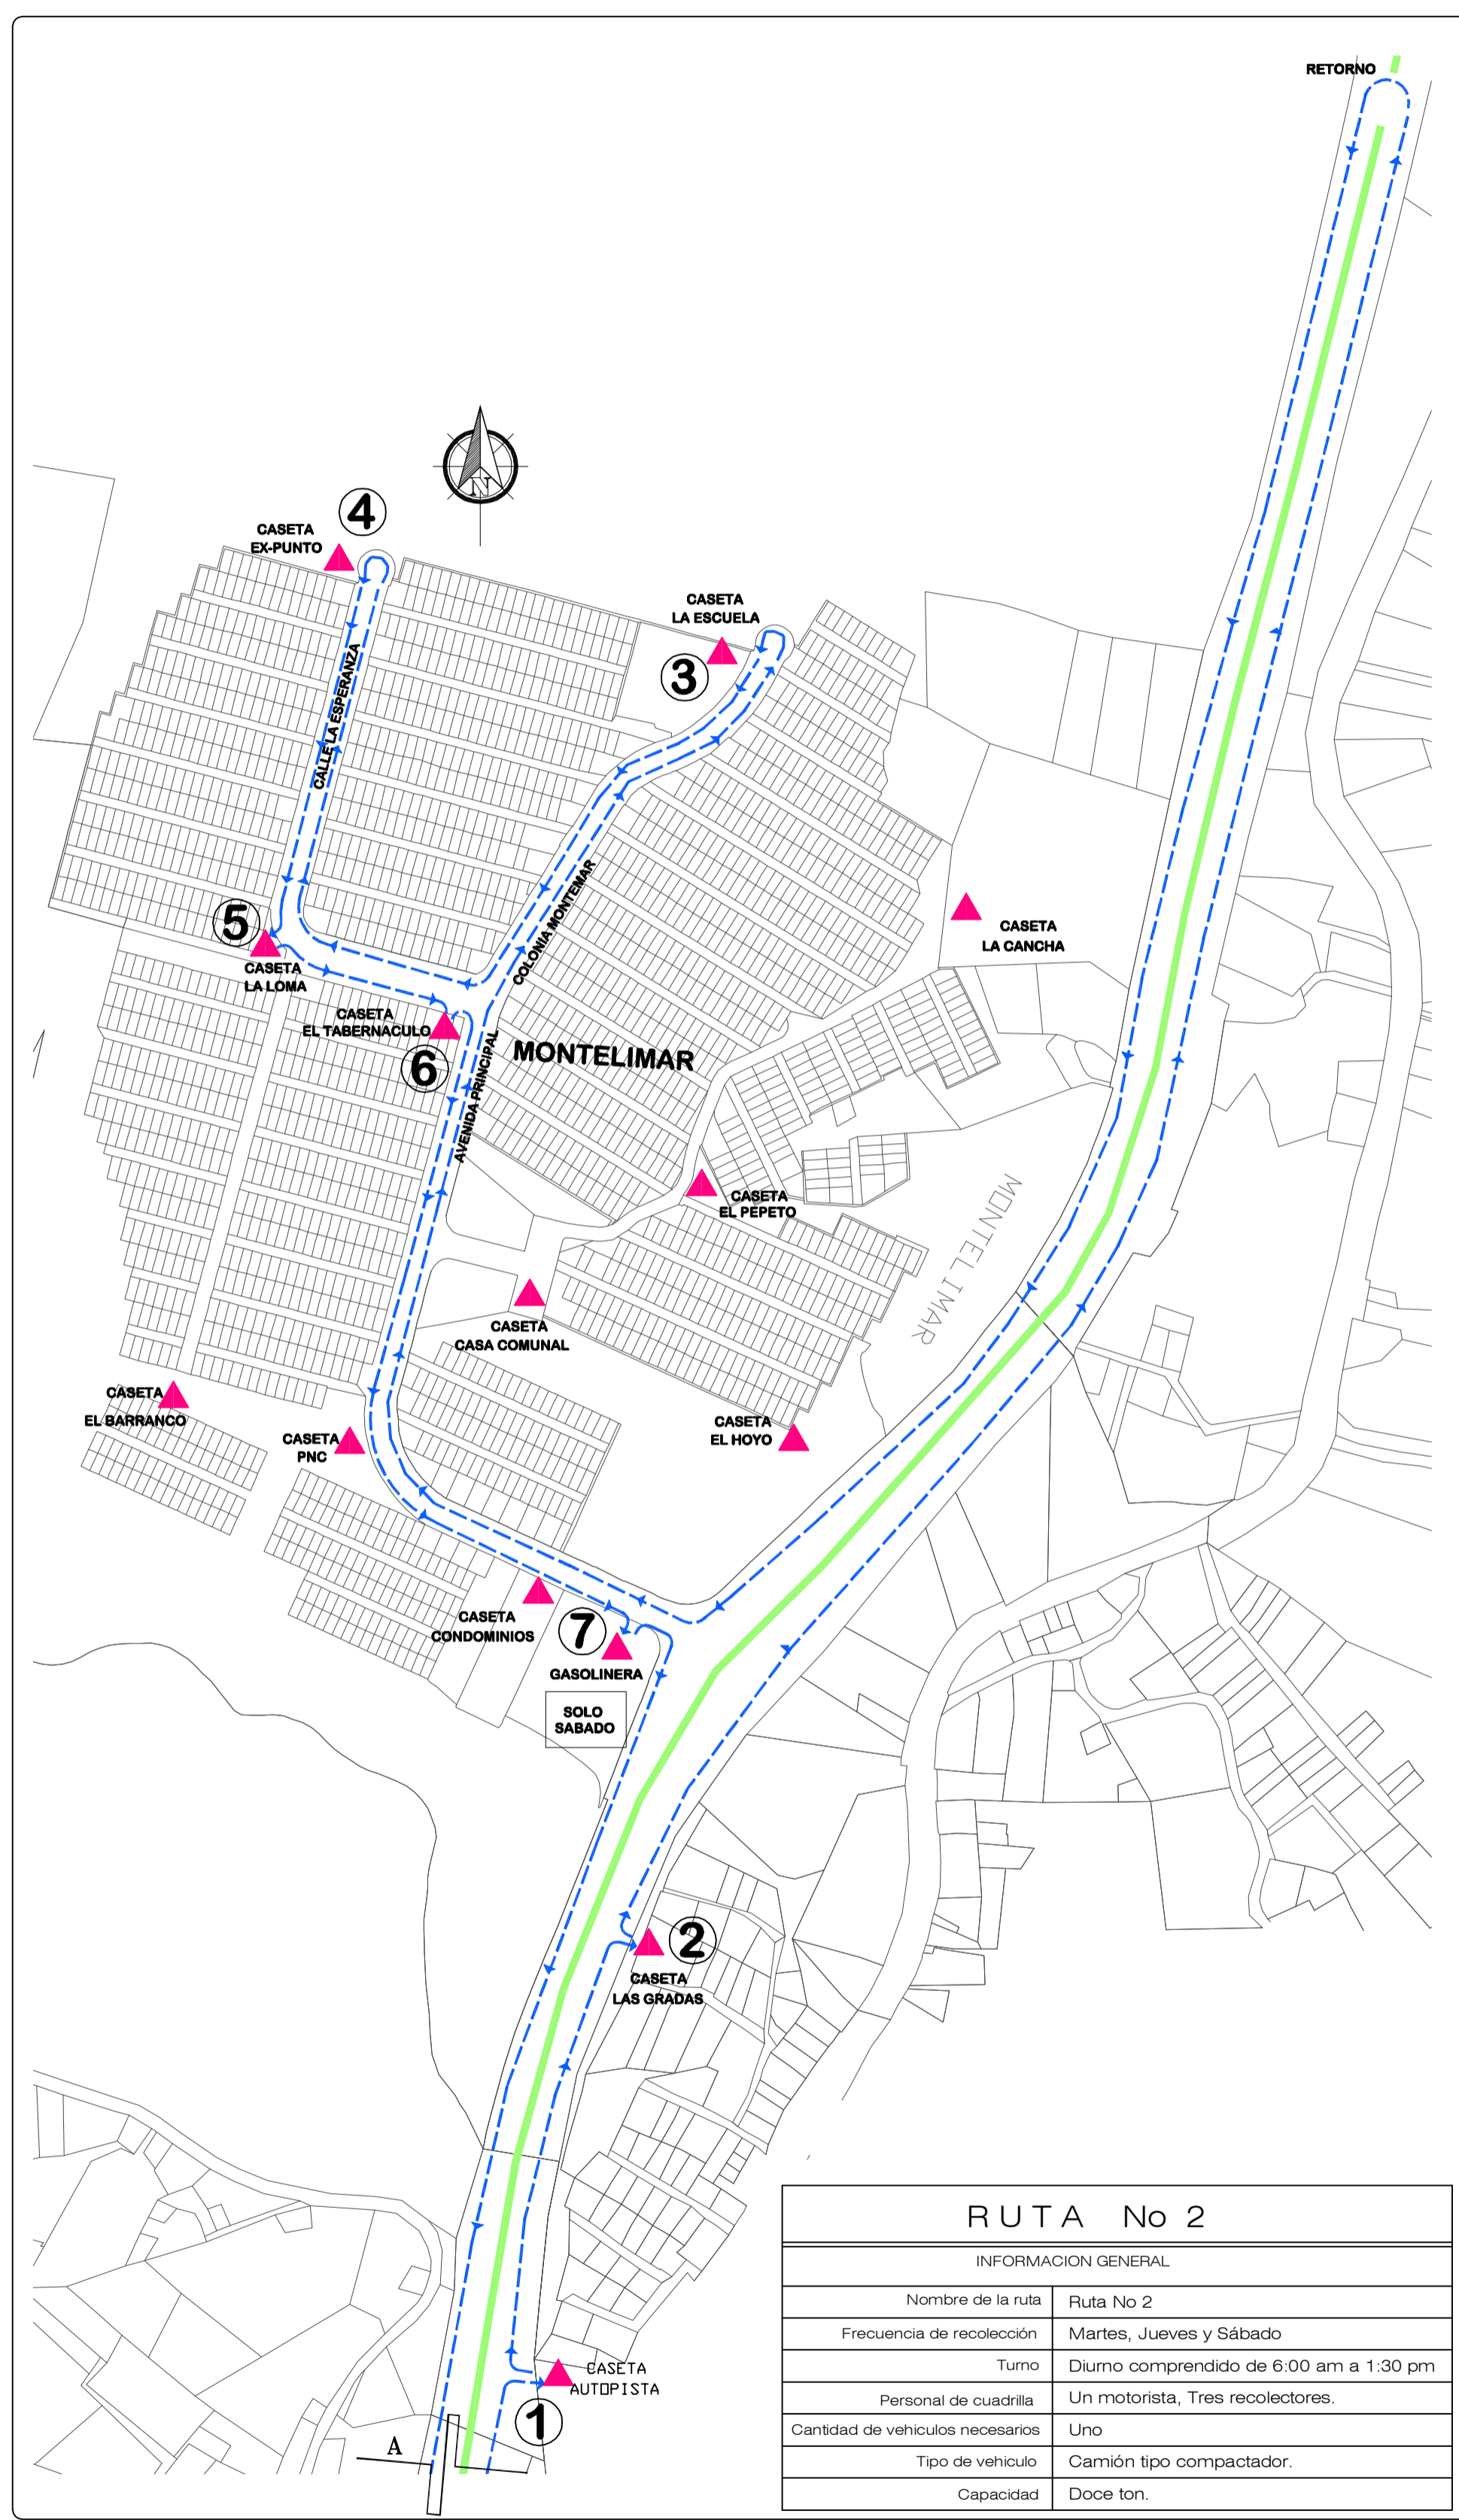 RETORNO
N
4
CASETA
EX-PUNTO
CASETA
LA ESCUELA
3
CALLE LA ESPERANZA
COLONIA MONTEMAR
5
CASETA
LA LOMA
CASETA
LA CANCHA
CASETA
EL TABERNACULO
6
MONTELIMAR
AVENIDA PRINCIPAL
CASETA
EL PEPETO
MONTELIMAR
CASETA
CASA COMUNAL
CASETA
EL BARRANCO
CASETA
PNC
CASETA
EL HOYO
CASETA
CONDOMINIOS
7
GASOLINERA
SOLO
SABADO
2
CASETA
LAS GRADAS
CASETA
AUTOPISTA
1
A
RUTA No 2
INFORMACION GENERAL
Nombre de la ruta Ruta No 2
Frecuencia de recolección Martes, Jueves y Sábado
Turno Diurno comprendido de 6:00 am a 1:30 pm
Personal de cuadrilla Un motorista, Tres recolectores.
Cantidad de vehiculos necesarios Uno
Tipo de vehiculo Camión tipo compactador.
Capacidad Doce ton.